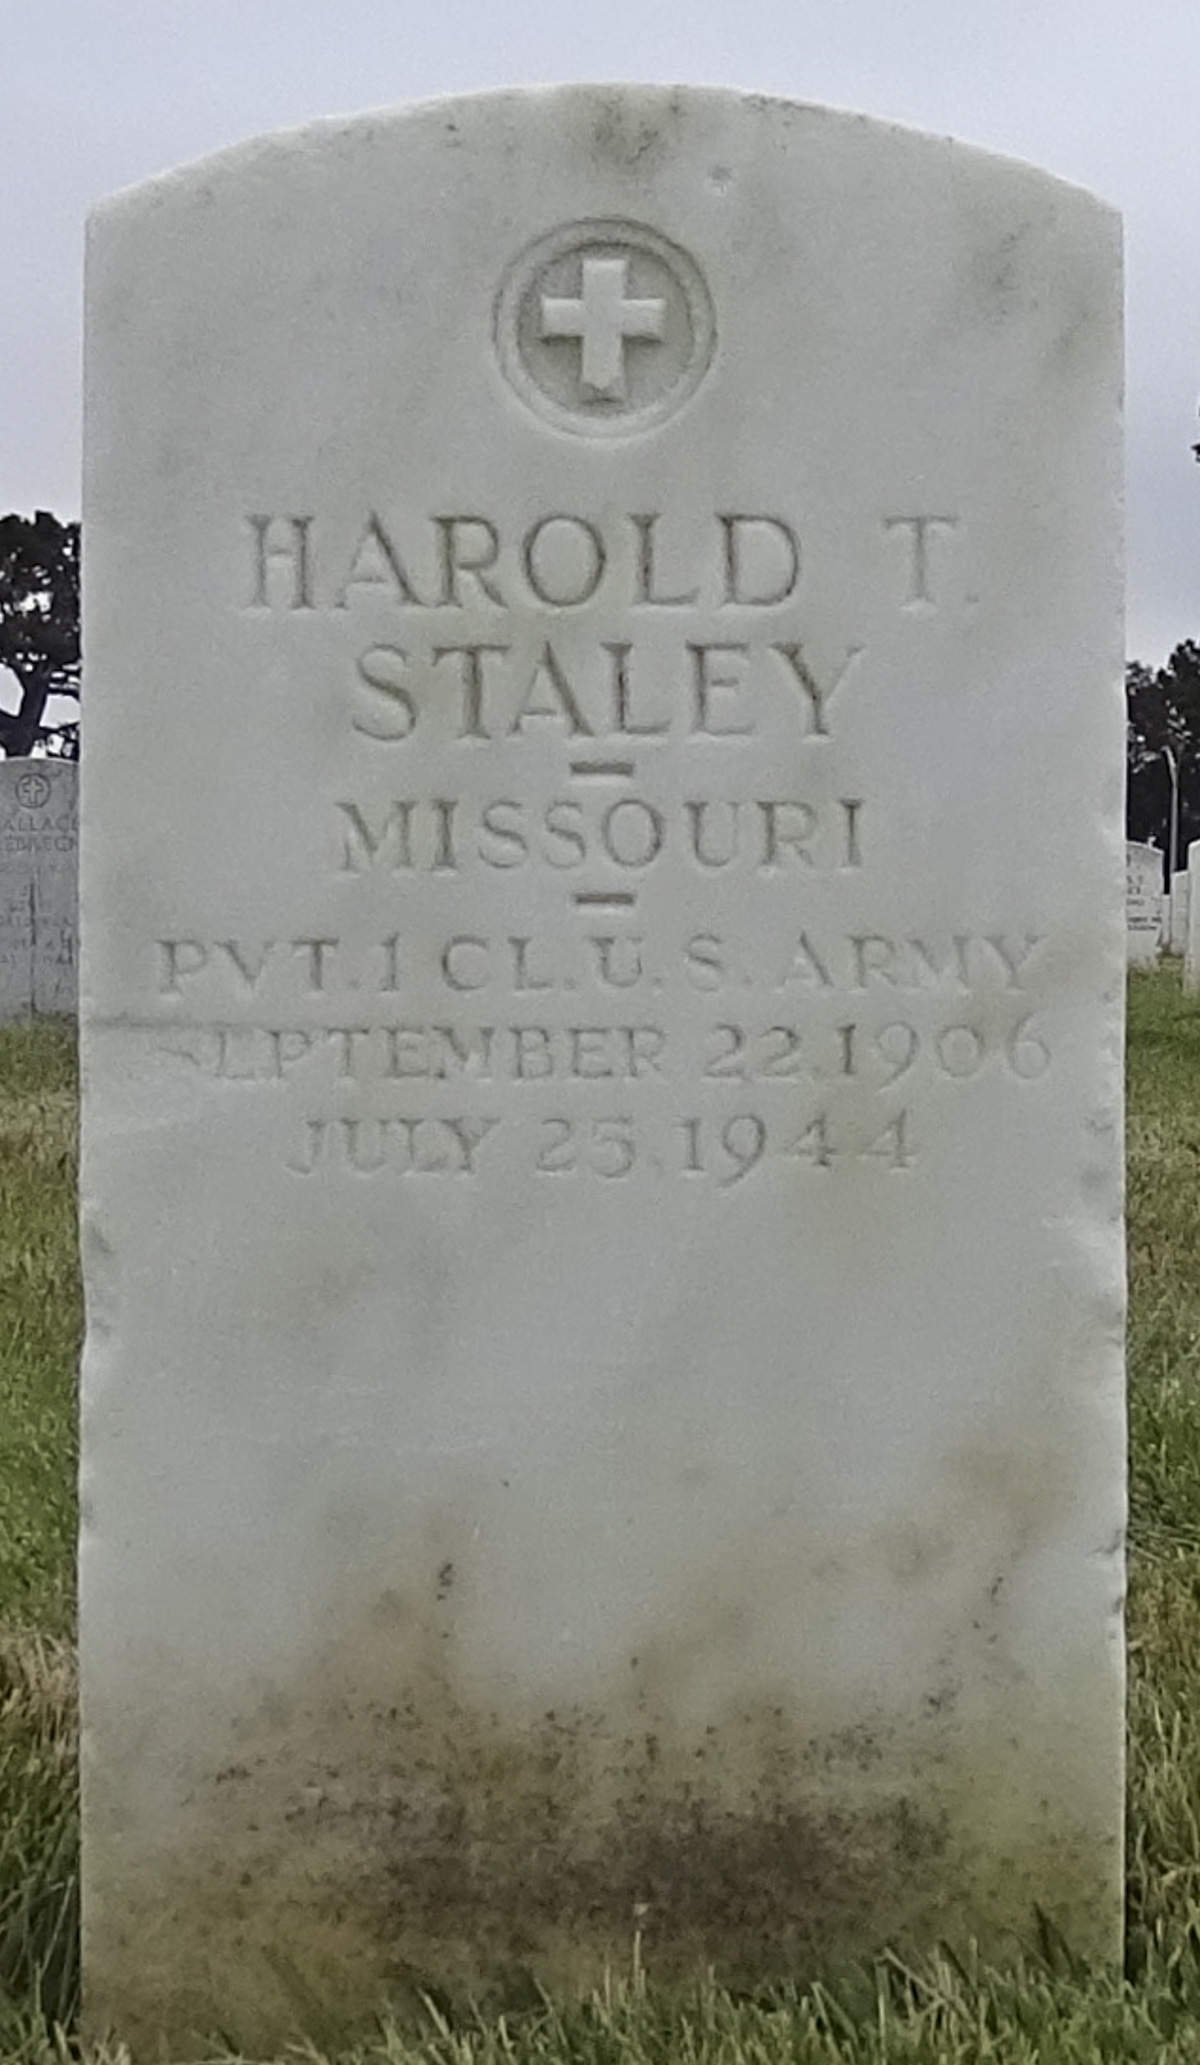 HAROLD T.
STALEY
MISSOURI
PVT. 1 CL. U.S. ARMY
SEPTEMBER 22, 1906
JULY 25, 1944